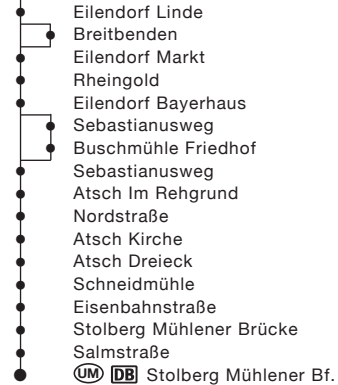 Eilendorf Linde
Breitbenden
Eilendorf Markt
Rheingold
Eilendorf Bayerhaus
Sebastianusweg
Buschmühle Friedhof
Sebastianusweg
Atsch Im Rehgrund
Nordstraße
Atsch Kirche
Atsch Dreieck
Schneidmühle
Eisenbahnstraße
Stolberg Mühlener Brücke
Salmstraße
UM DB Stolberg Mühlener Bf.